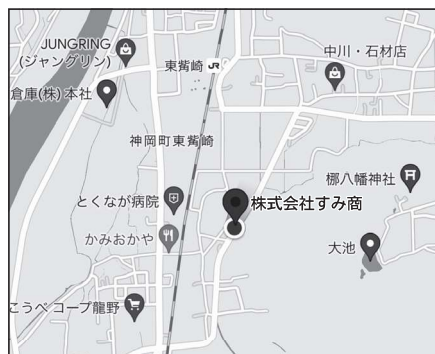 JUNGRING
(ジャングリン)
東觜崎
JR
中川・石材店
倉庫(株) 本社
神岡町東觜崎
梛八幡神社
とくなが病院
株式会社すみ商
かみおかや
大池
こうべ コープ龍野